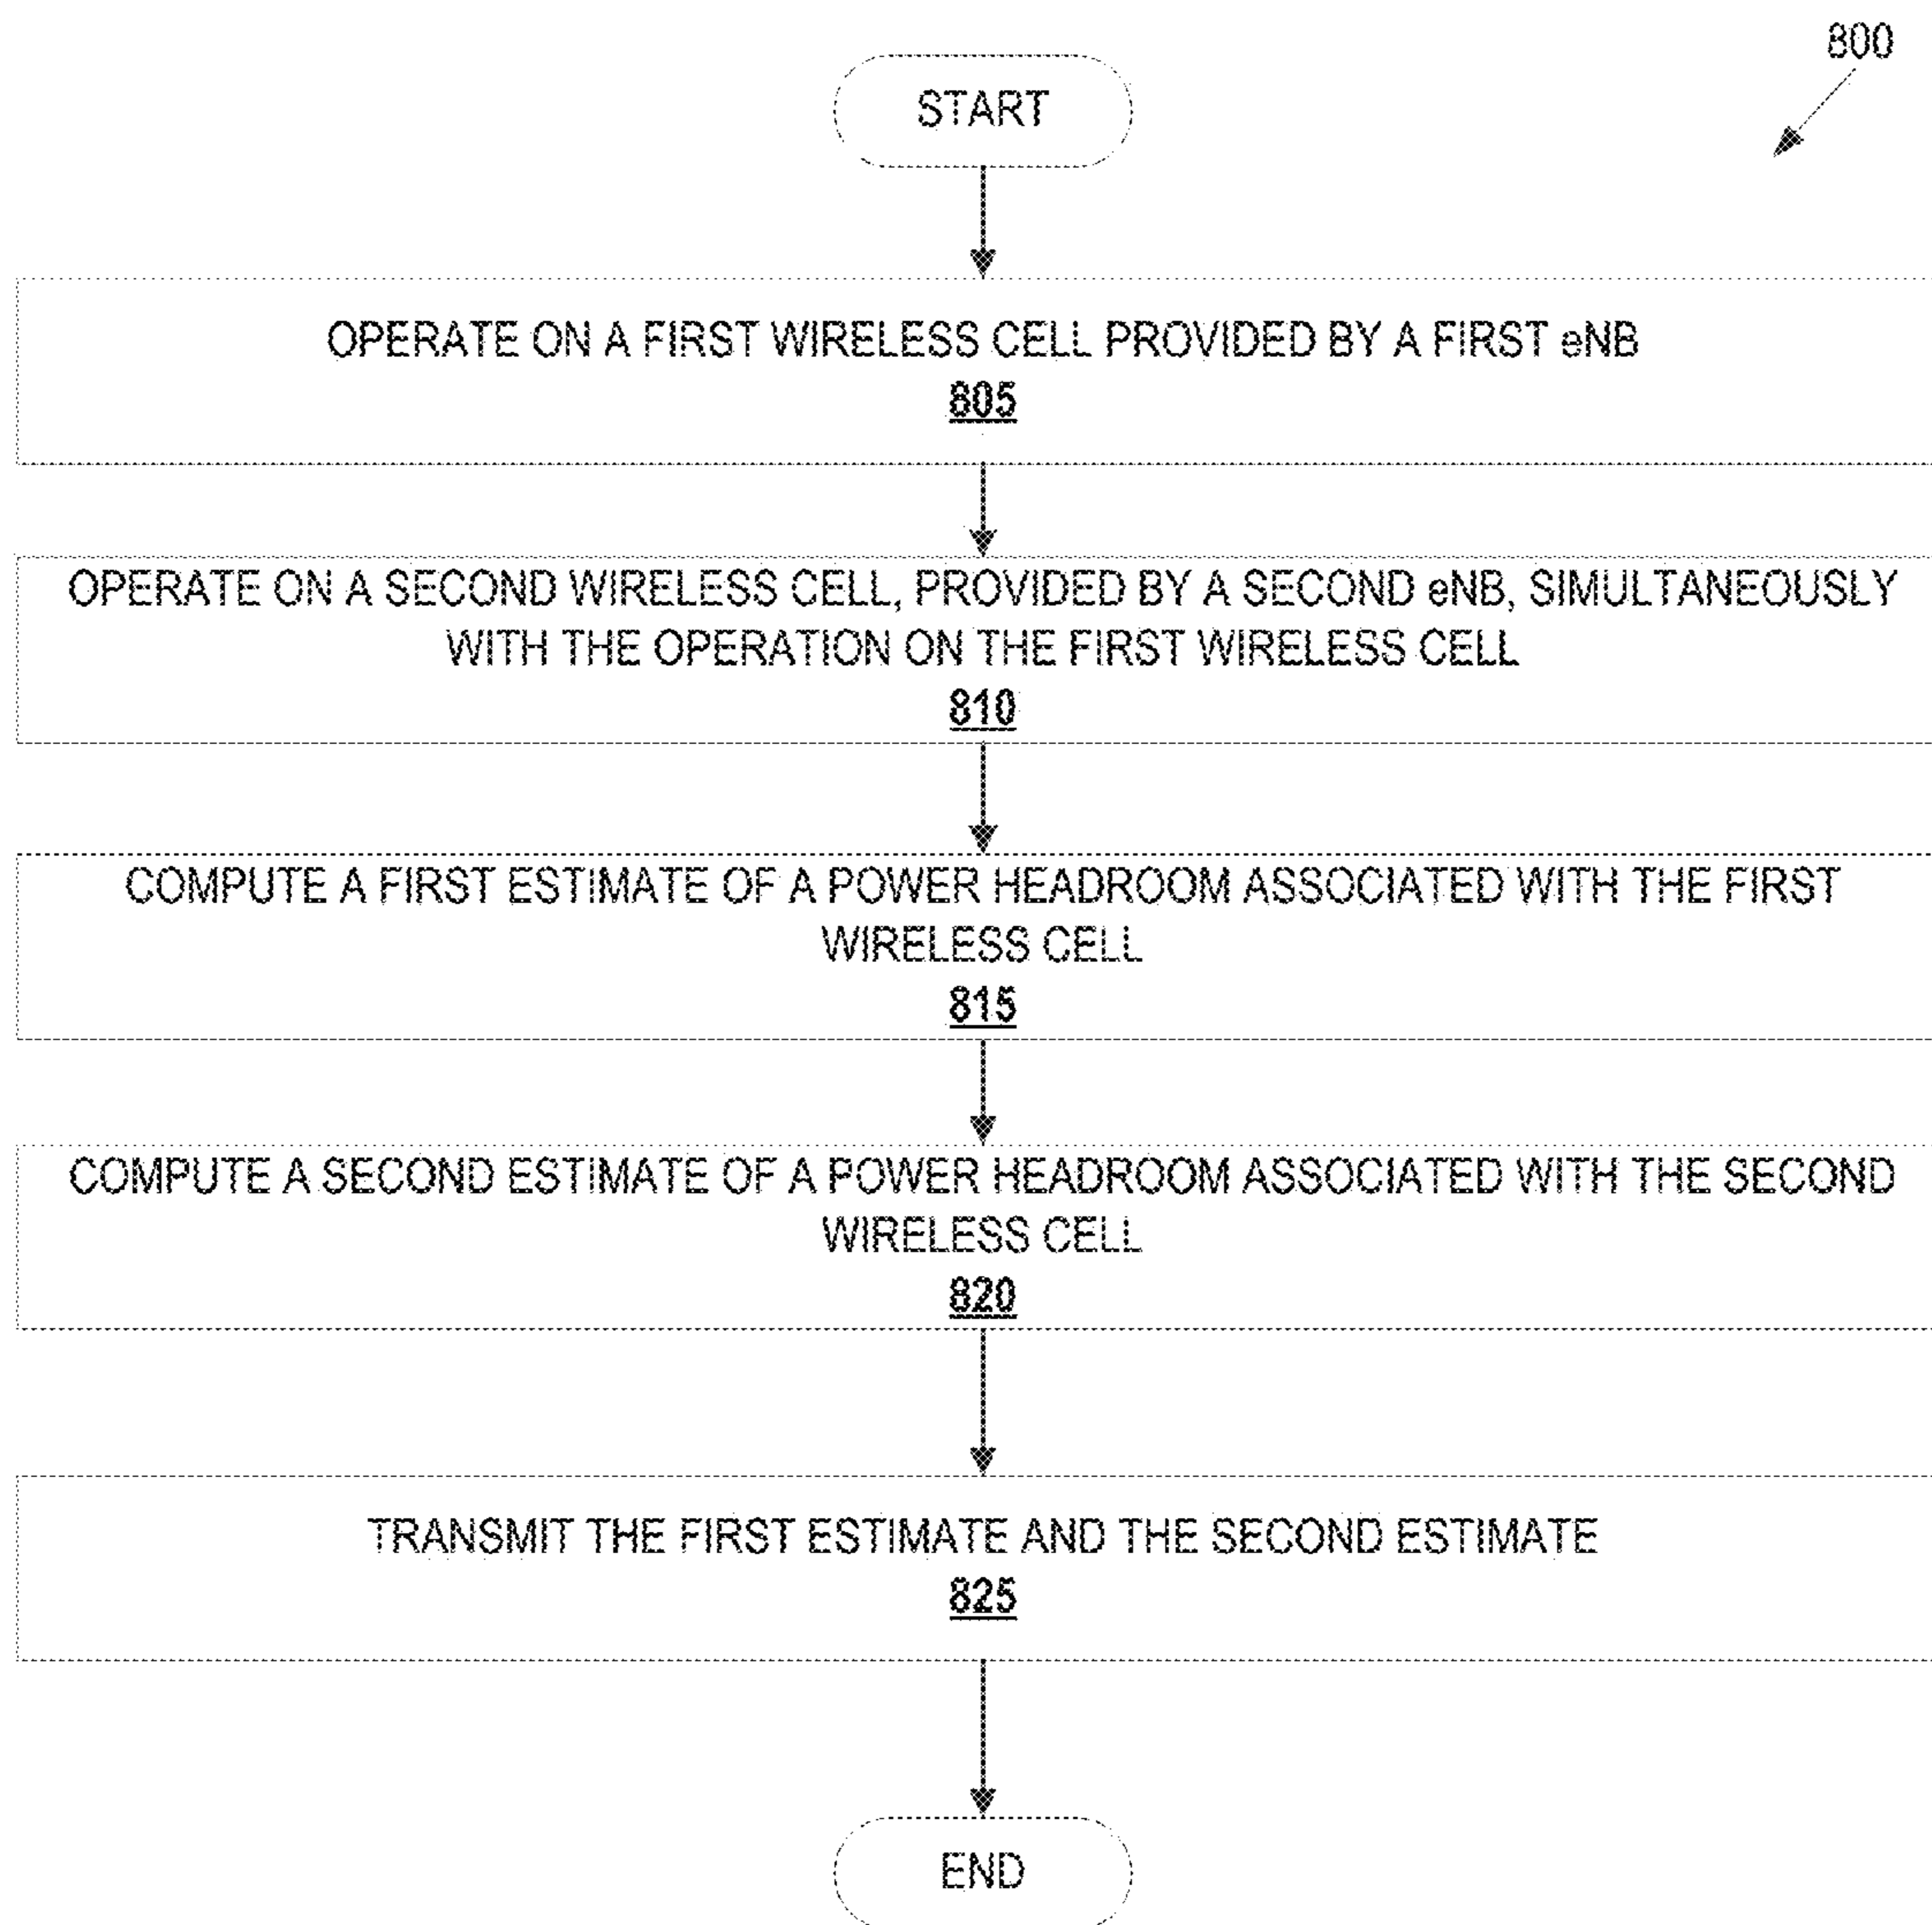 800
START
OPERATE ON A FIRST WIRELESS CELL PROVIDED BY A FIRST eNB
805
OPERATE ON A SECOND WIRELESS CELL, PROVIDED BY A SECOND eNB, SIMULTANEOUSLY
WITH THE OPERATION ON THE FIRST WIRELESS CELL
810
COMPUTE A FIRST ESTIMATE OF A POWER HEADROOM ASSOCIATED WITH THE FIRST
WIRELESS CELL
815
COMPUTE A SECOND ESTIMATE OF A POWER HEADROOM ASSOCIATED WITH THE SECOND
WIRELESS CELL
820
TRANSMIT THE FIRST ESTIMATE AND THE SECOND ESTIMATE
825
END